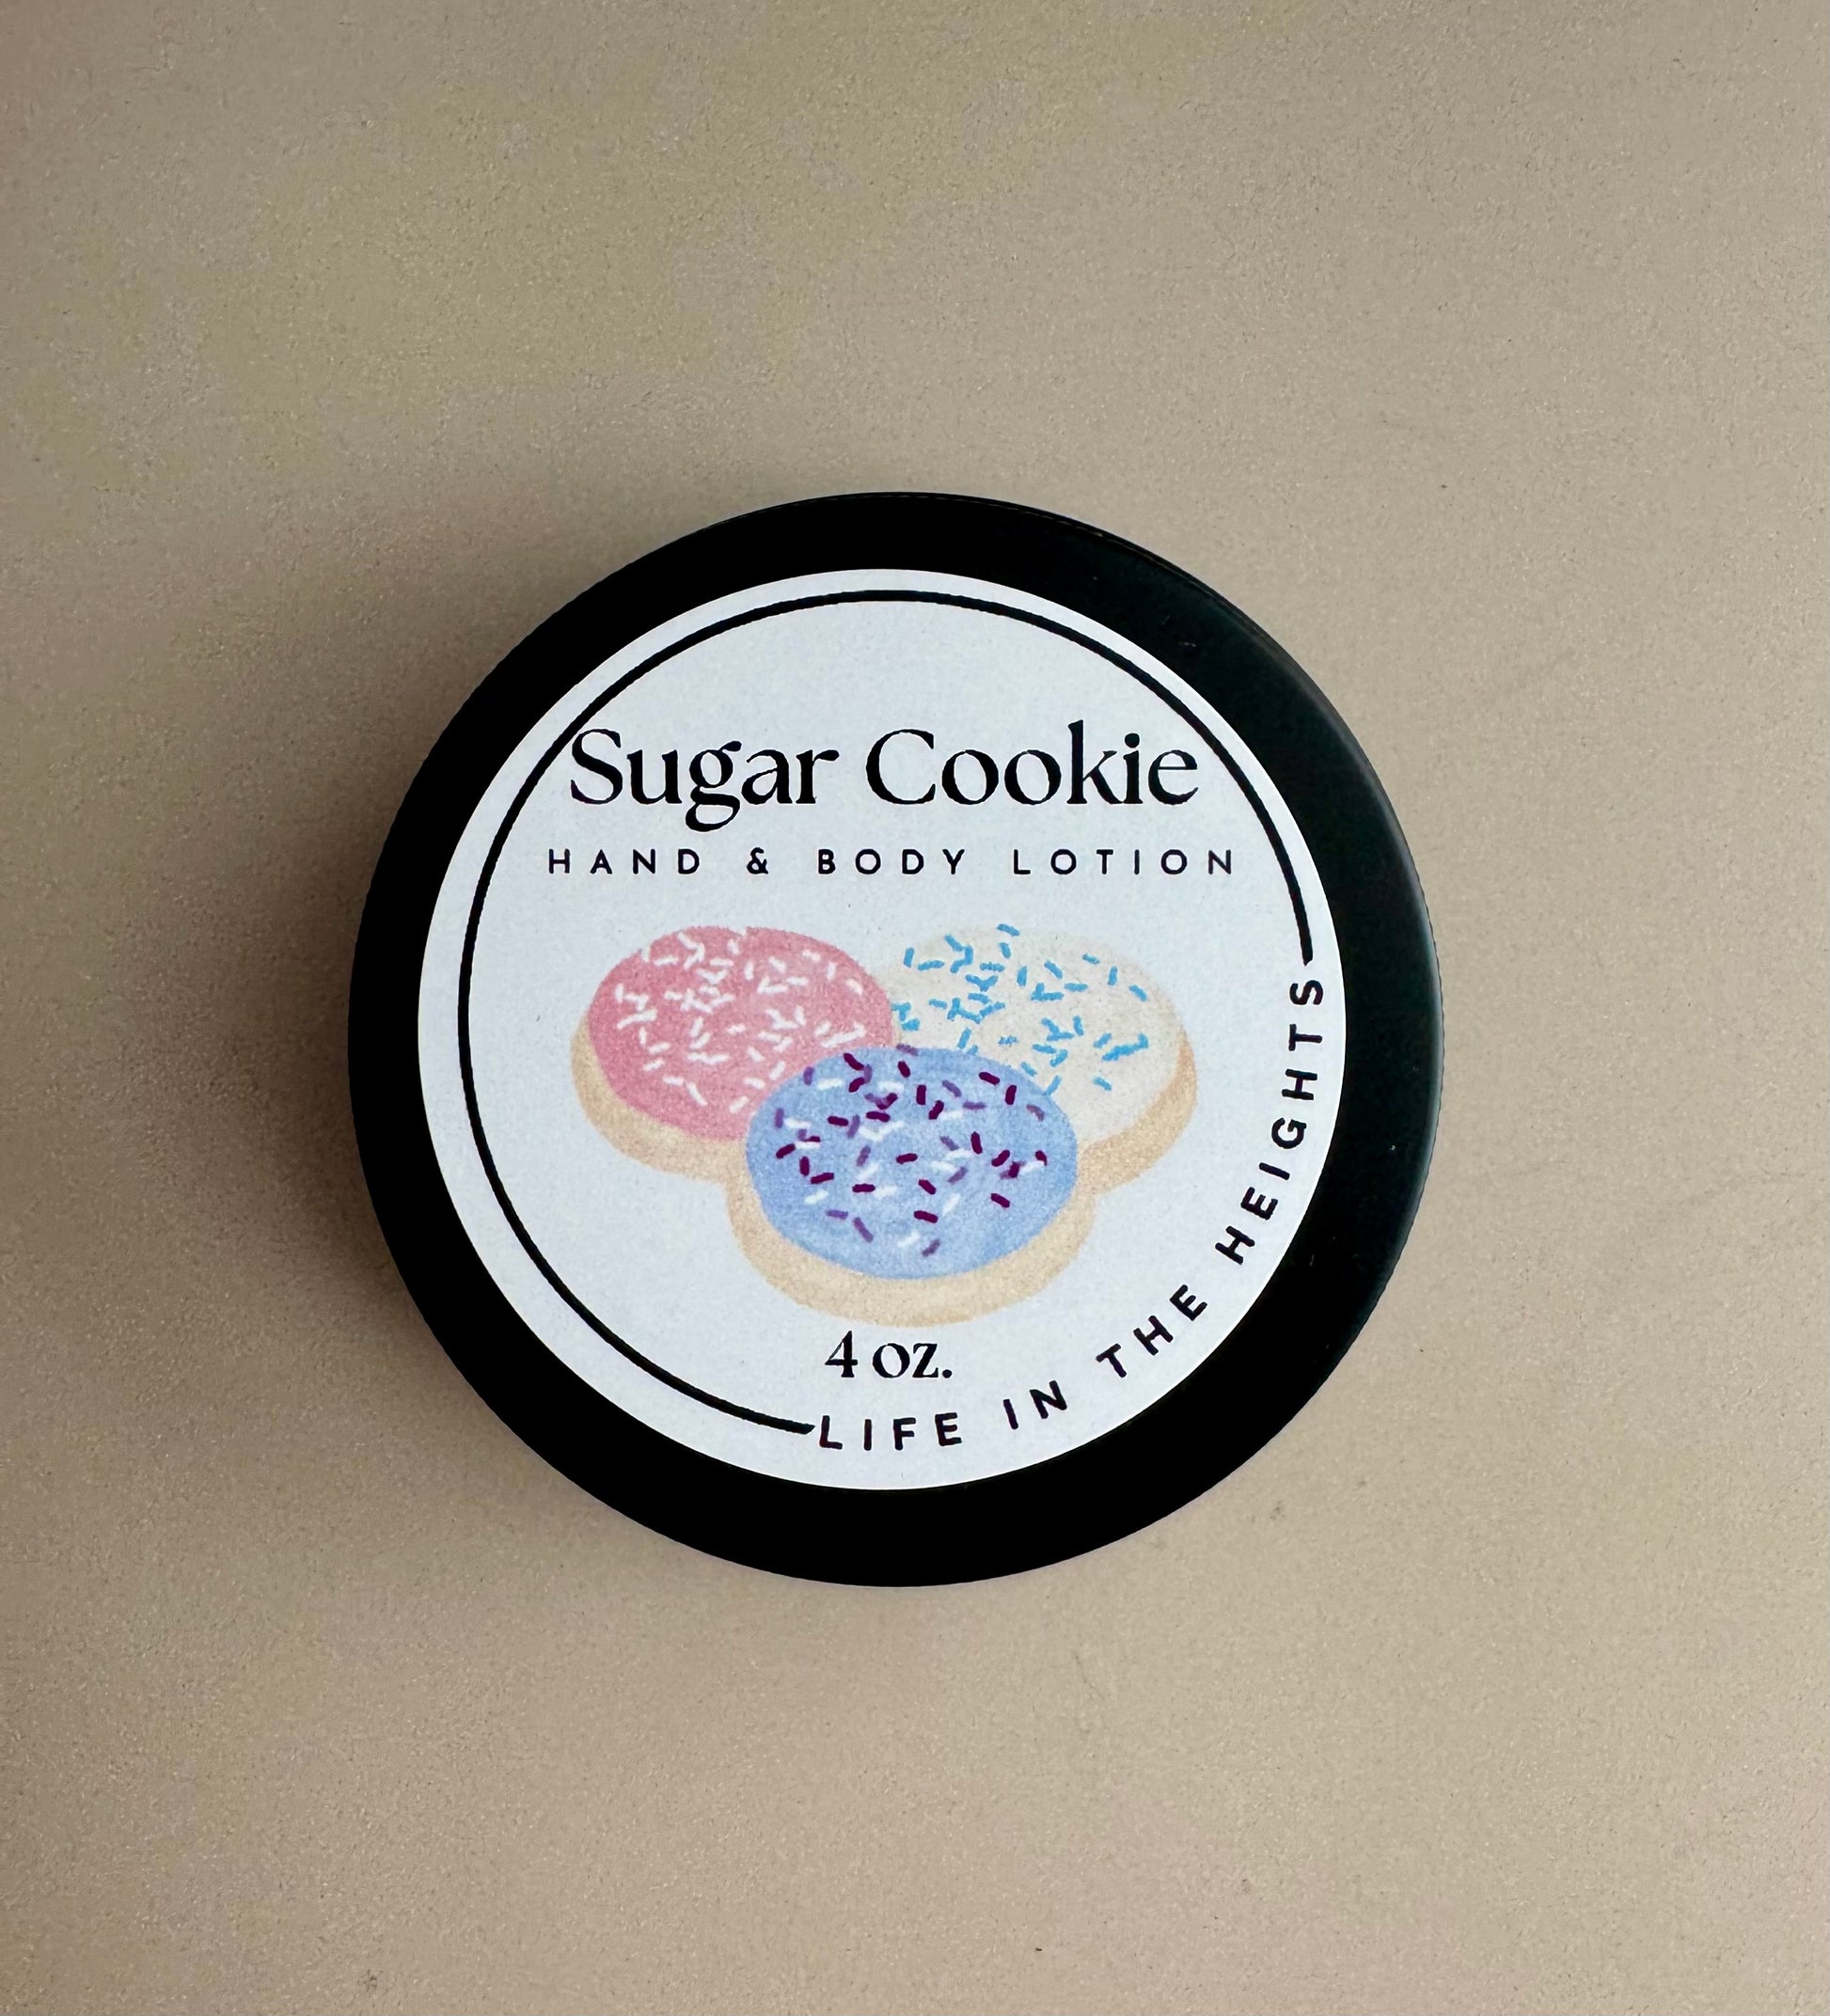 Sugar Cookie
HAND & BODY LOTION
4 oz.
LIFE IN THE HEIGHTS